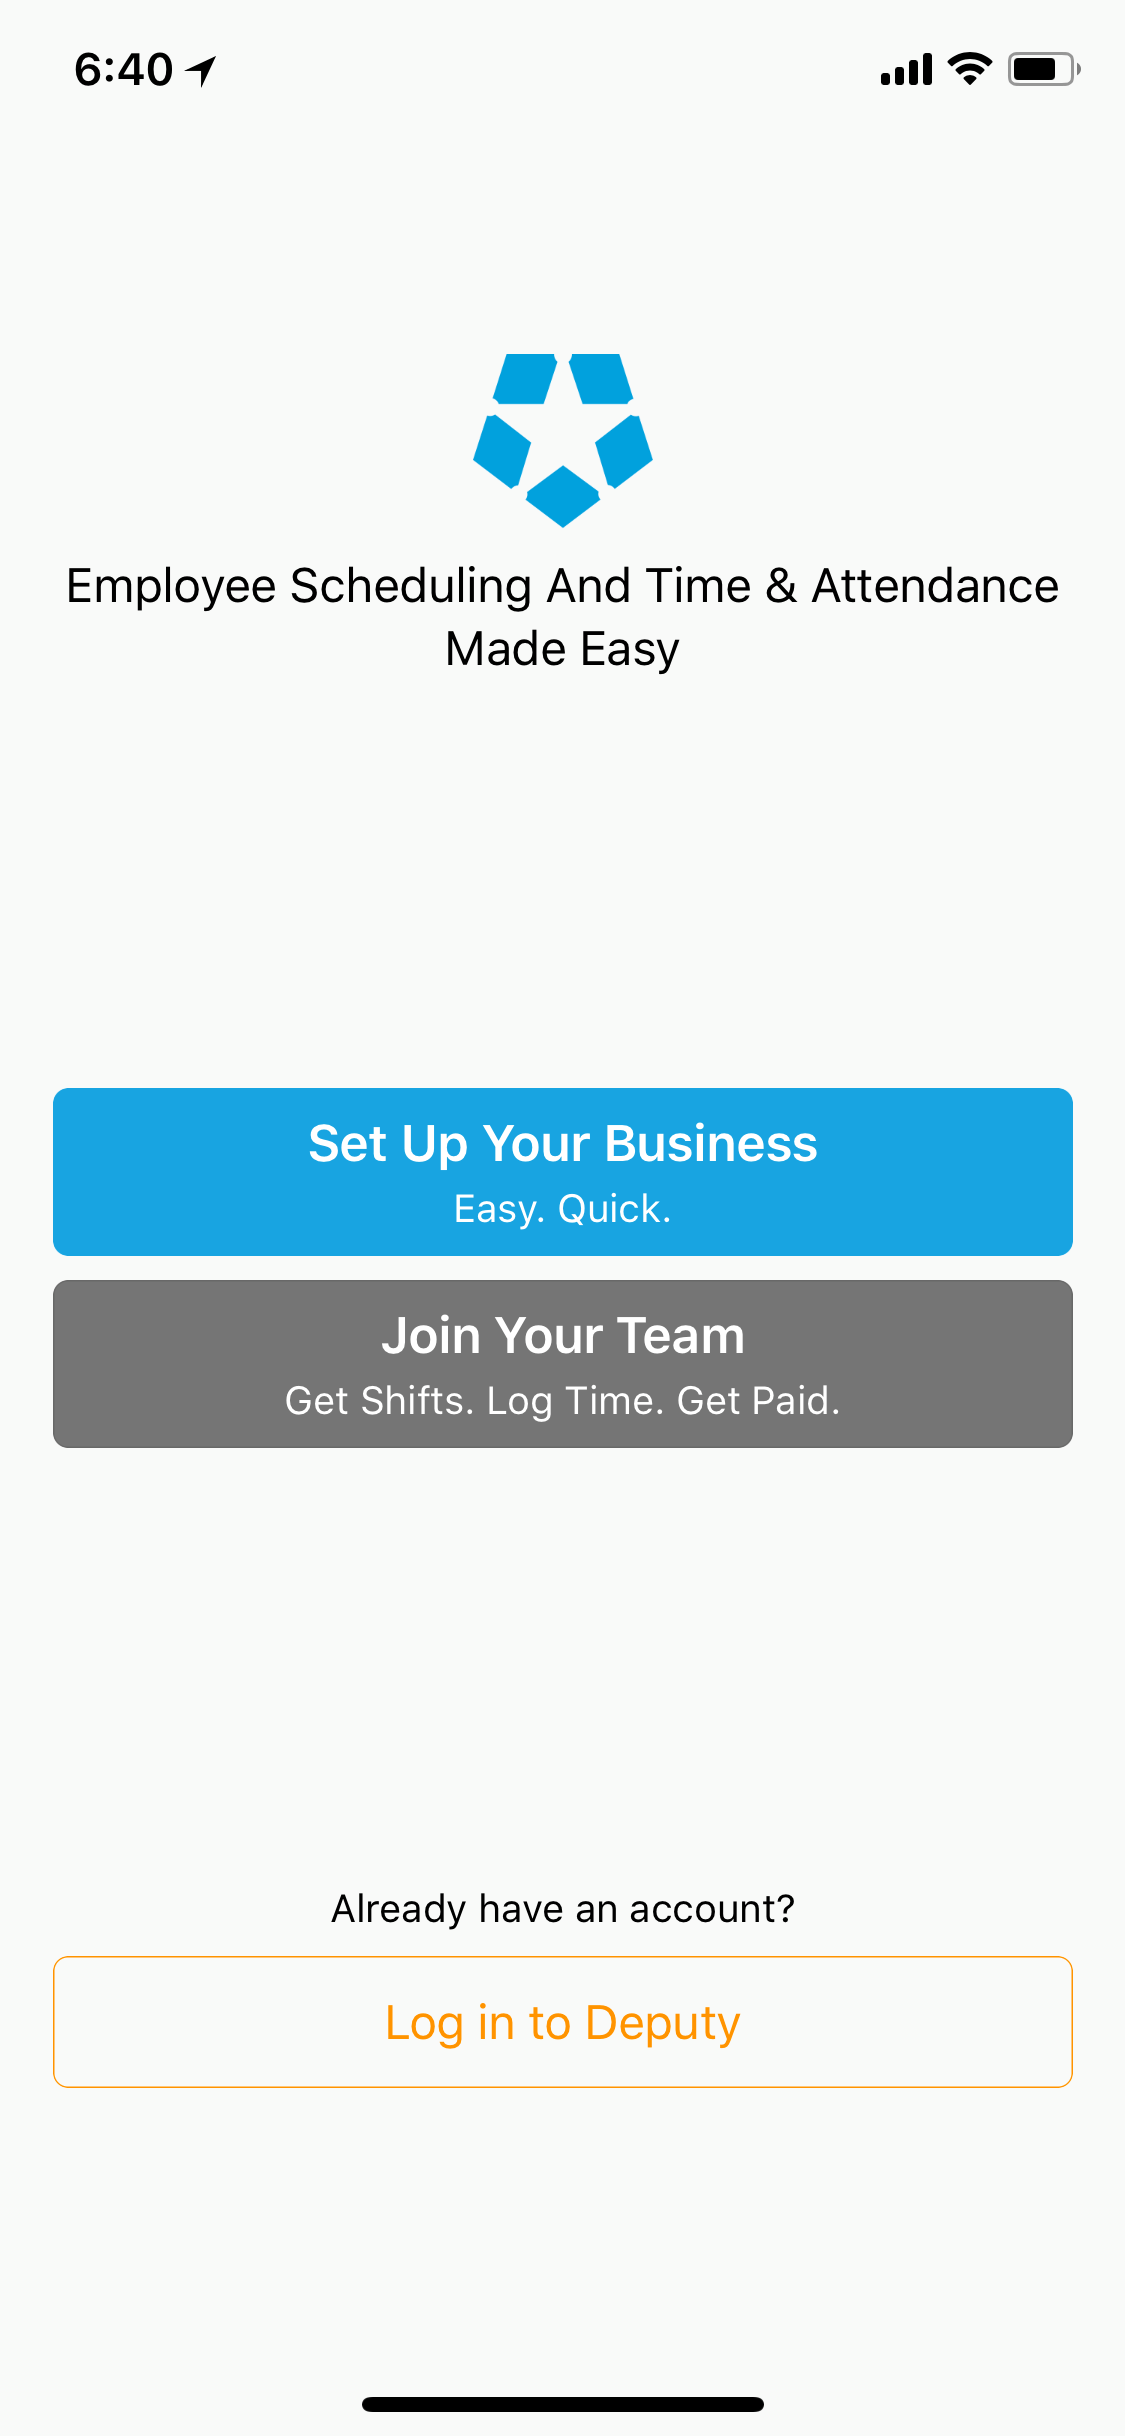 6:40
Employee Scheduling And Time & Attendance
Made Easy
Set Up Your Business
Easy. Quick.
Join Your Team
Get Shifts. Log Time. Get Paid.
Already have an account?
Log in to Deputy